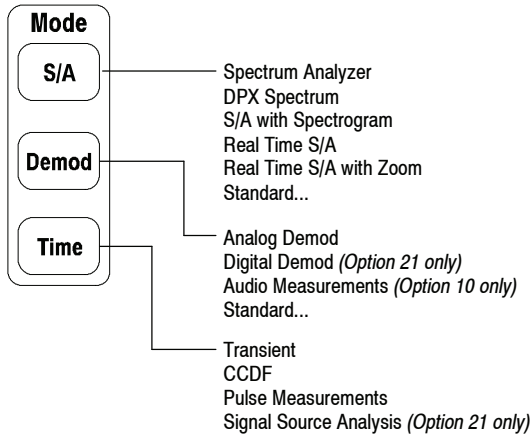 Mode
S/A
Spectrum Analyzer
DPX Spectrum
S/A with Spectrogram
Real Time S/A
Real Time S/A with Zoom
Standard...
Demod
Analog Demod
Digital Demod (Option 21 only)
Audio Measurements (Option 10 only)
Standard...
Time
Transient
CCDF
Pulse Measurements
Signal Source Analysis (Option 21 only)